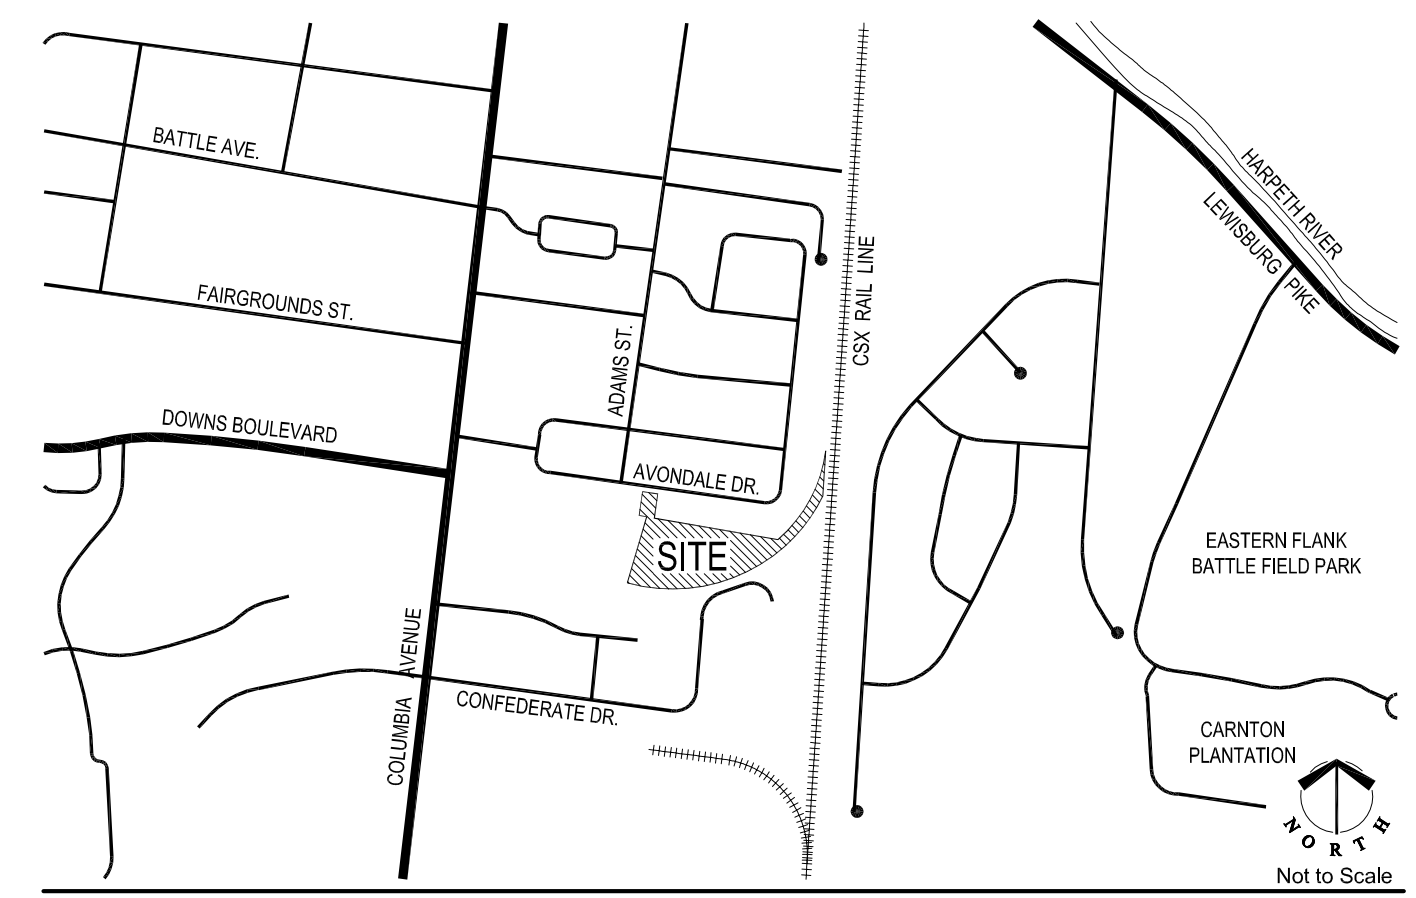 BATTLE AVE.
HARPETH RIVER
LEWISBURG PIKE
FAIRGROUNDS ST.
CSX RAIL LINE
ADAMS ST.
DOWNS BOULEVARD
AVONDALE DR.
SITE
EASTERN FLANK
BATTLE FIELD PARK
COLUMBIA AVENUE
CONFEDERATE DR.
CARNTON
PLANTATION
NORTH
Not to Scale